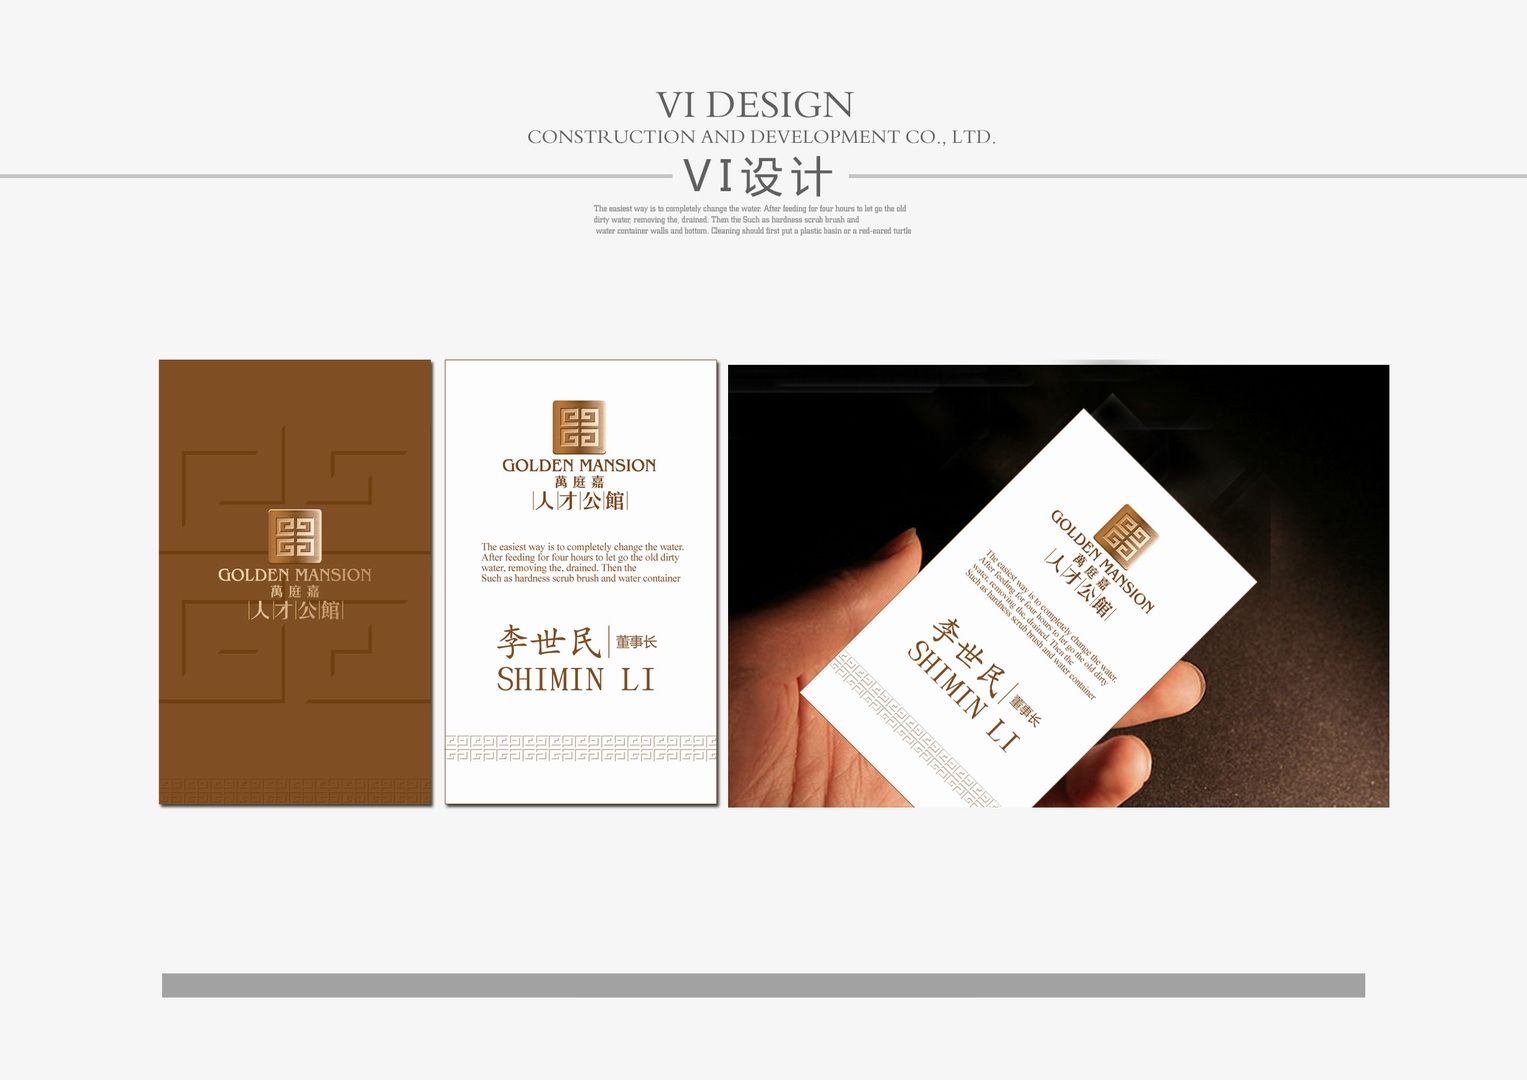 VI DESIGN
CONSTRUCTION AND DEVELOPMENT CO., LTD.
VI设计
The easiest way is to completely change the water. After feeding for four hours to let go the old
dirty water, removing the, drained. Then the Such as hardness scrub brush and
water container walls and bottom. Cleaning should first put a plastic basin or a red-eared turtle
GOLDEN MANSION
萬庭嘉
人才公館
GOLDEN MANSION
萬庭嘉
人才公館
The easiest way is to completely change the water.
After feeding for four hours to let go the old dirty
water, removing the, drained. Then the
Such as hardness scrub brush and water container
李世民 董事长
SHIMIN LI
GOLDEN MANSION
萬庭嘉
人才公館
The easiest way is to completely change the water.
After feeding for four hours to let go the old dirty
water, removing the, drained. Then the
Such as hardness scrub brush and water container
李世民 董事长
SHIMIN LI